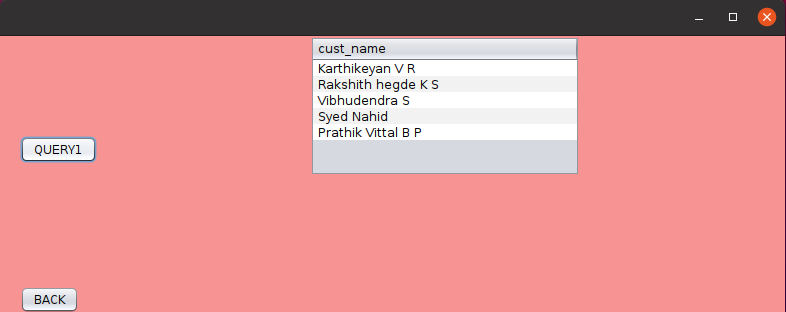 cust_name
Karthikeyan V R
Rakshith hegde K S
Vibhudendra S
Syed Nahid
Prathik Vittal B P
QUERY1
BACK